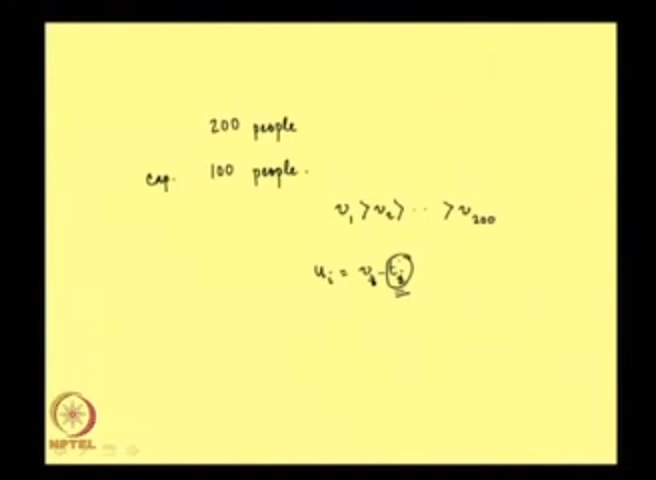 200 people
cap. 100 people.
v₁ > v₂ > ·· > v₂₀₀
uᵢ = vᵢ - tᵢ
NPTEL